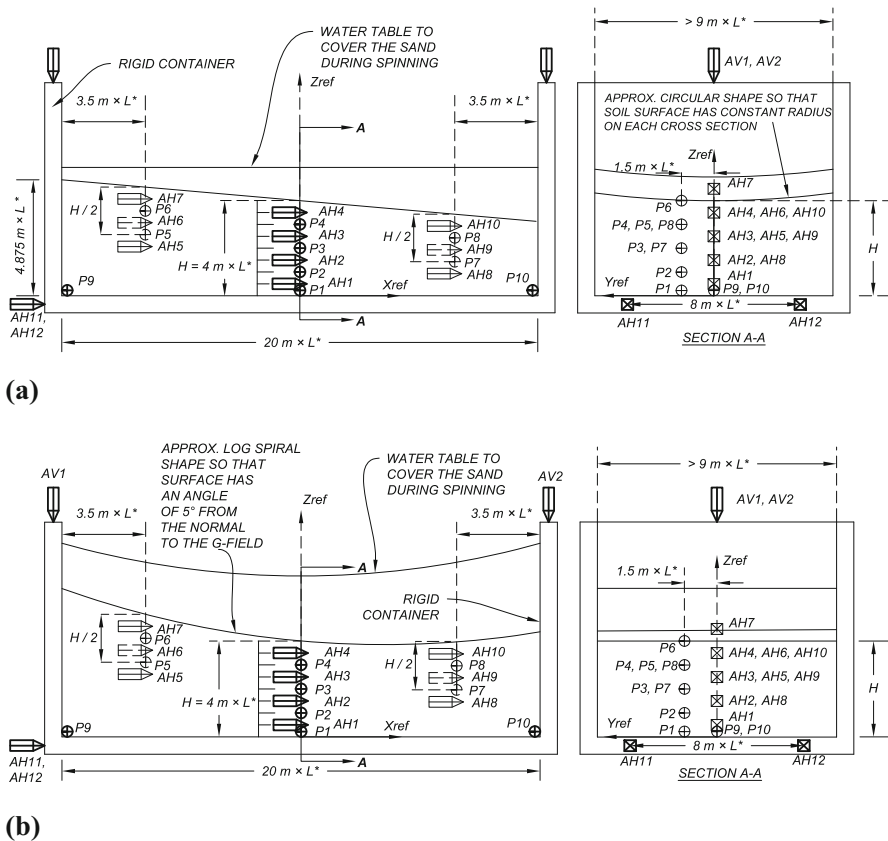 WATER TABLE TO
COVER THE SAND
DURING SPINNING
RIGID CONTAINER
Zref
3.5 m × L*
3.5 m × L*
A
AH7
P6
AH6
P5
AH5
H / 2
4.875 m × L*
H = 4 m × L*
AH4
P4
AH3
P3
AH2
P2
AH1
P1
H / 2
AH10
P8
AH9
P7
AH8
P9
P10
Xref
A
AH11,
AH12
20 m × L*
> 9 m × L*
AV1, AV2
APPROX. CIRCULAR SHAPE SO THAT
SOIL SURFACE HAS CONSTANT RADIUS
ON EACH CROSS SECTION
1.5 m × L*
Zref
AH7
P6
AH4, AH6, AH10
P4, P5, P8
AH3, AH5, AH9
P3, P7
AH2, AH8
P2
AH1
P1
P9, P10
H
Yref
8 m × L*
AH11
AH12
SECTION A-A
(a)
APPROX. LOG SPIRAL
SHAPE SO THAT
SURFACE HAS
AN ANGLE
OF 5° FROM
THE NORMAL
TO THE G-FIELD
WATER TABLE TO
COVER THE SAND
DURING SPINNING
AV1
AV2
Zref
3.5 m × L*
3.5 m × L*
A
RIGID
CONTAINER
AH7
P6
AH6
P5
AH5
H / 2
H = 4 m × L*
AH4
P4
AH3
P3
AH2
P2
AH1
P1
H / 2
AH10
P8
AH9
P7
AH8
P9
P10
Xref
A
AH11,
AH12
20 m × L*
> 9 m × L*
AV1, AV2
1.5 m × L*
Zref
AH7
P6
AH4, AH6, AH10
P4, P5, P8
AH3, AH5, AH9
P3, P7
AH2, AH8
P2
AH1
P1
P9, P10
H
Yref
8 m × L*
AH11
AH12
SECTION A-A
(b)